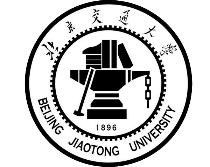 北京交通大学
1896
BEIJING JIAOTONG UNIVERSITY